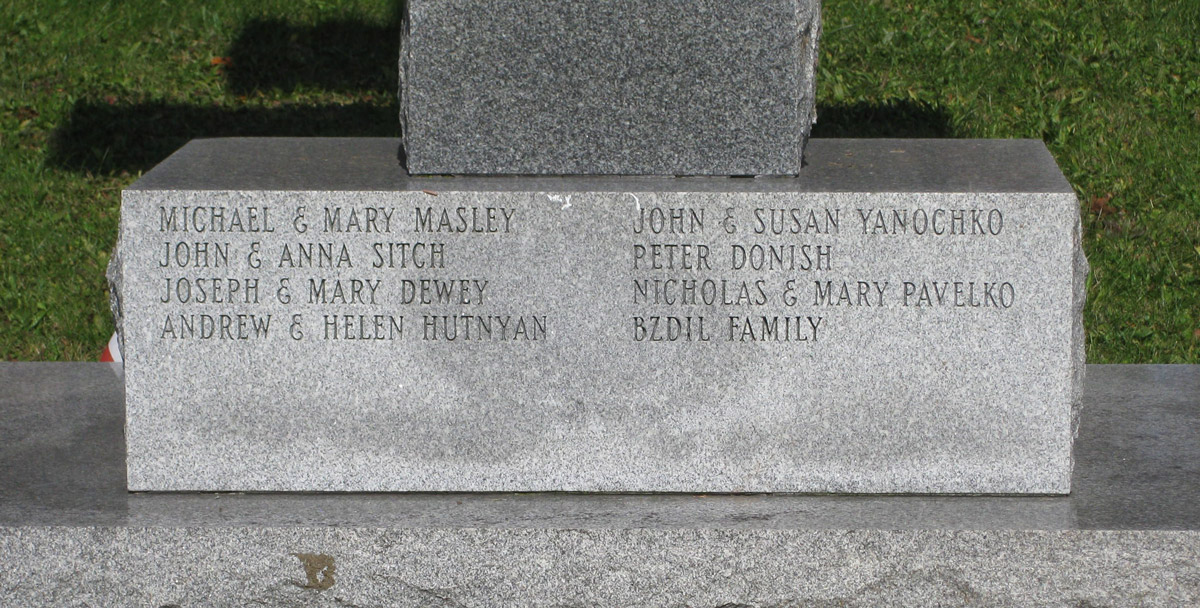 MICHAEL & MARY MASLEY
JOHN & ANNA SITCH
JOSEPH & MARY DEWEY
ANDREW & HELEN HUTNYAN
JOHN & SUSAN YANOCHKO
PETER DONISH
NICHOLAS & MARY PAVELKO
BZDIL FAMILY